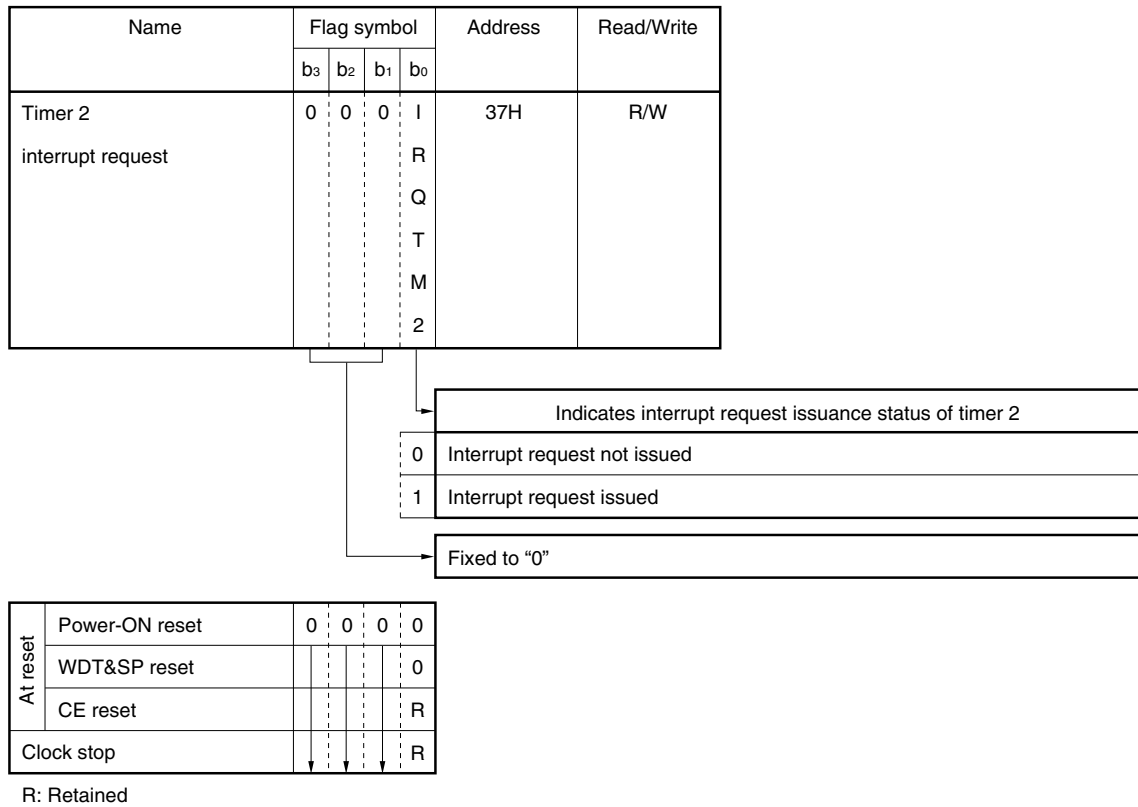 Name Flag symbol Address Read/Write
b3 b2 b1 b0
Timer 2 0 0 0 I 37H R/W
interrupt request R
Q
T
M
2
Indicates interrupt request issuance status of timer 2
0 Interrupt request not issued
1 Interrupt request issued
Fixed to “0”
At reset
Power-ON reset 0 0 0 0
WDT&SP reset 0
CE reset R
Clock stop R
R: Retained